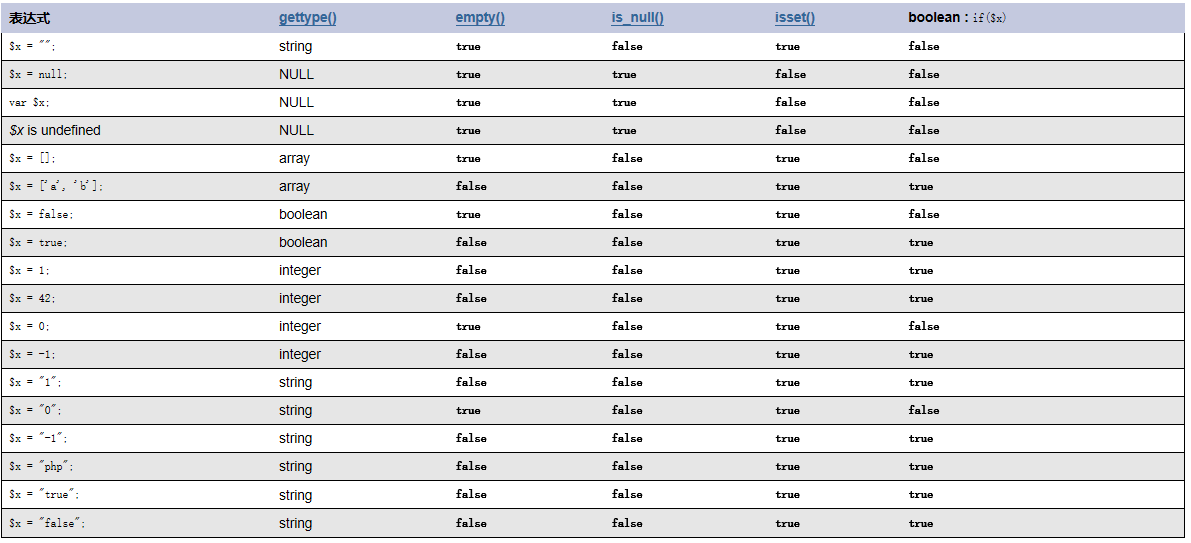 表达式 gettype() empty() is_null() isset() boolean : if($x)
$x = ""; string true false true false
$x = null; NULL true true false false
var $x; NULL true true false false
$x is undefined NULL true true false false
$x = []; array true false true false
$x = ['a', 'b']; array false false true true
$x = false; boolean true false true false
$x = true; boolean false false true true
$x = 1; integer false false true true
$x = 42; integer false false true true
$x = 0; integer true false true false
$x = -1; integer false false true true
$x = "1"; string false false true true
$x = "0"; string true false true false
$x = "-1"; string false false true true
$x = "php"; string false false true true
$x = "true"; string false false true true
$x = "false"; string false false true true